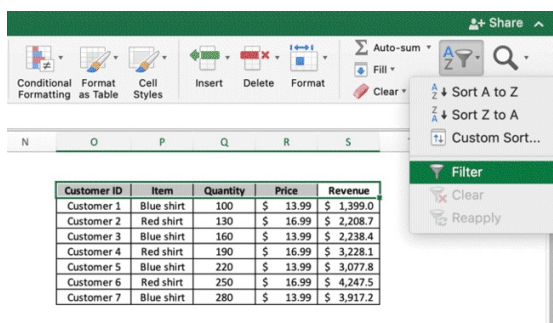 Share
Auto-sum
Fill
Clear
Conditional Formatting
Format as Table
Cell Styles
Insert
Delete
Format
Sort A to Z
Sort Z to A
Custom Sort...
Filter
Clear
Reapply
N O P Q R S
Customer ID Item Quantity Price Revenue
Customer 1 Blue shirt 100 $ 13.99 $ 1,399.0
Customer 2 Red shirt 130 $ 16.99 $ 2,208.7
Customer 3 Blue shirt 160 $ 13.99 $ 2,238.4
Customer 4 Red shirt 190 $ 16.99 $ 3,228.1
Customer 5 Blue shirt 220 $ 13.99 $ 3,077.8
Customer 6 Red shirt 250 $ 16.99 $ 4,247.5
Customer 7 Blue shirt 280 $ 13.99 $ 3,917.2